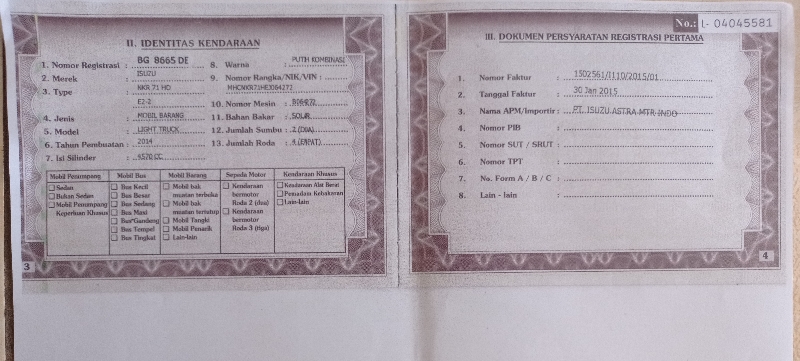 II. IDENTITAS KENDARAAN
1. Nomor Registrasi : BG 8665 DE
2. Merek : ISUZU
3. Type : NKR 71 HD
E2-2
4. Jenis : MOBIL BARANG
5. Model : LIGHT TRUCK
6. Tahun Pembuatan : 2014
7. Isi Silinder : 4570 CC
8. Warna : PUTIH KOMBINASI
9. Nomor Rangka/NIK/VIN :
MHCNKR71HEJ064272
10. Nomor Mesin : B064272
11. Bahan Bakar : SOLAR
12. Jumlah Sumbu : 2 (DUA)
13. Jumlah Roda : 4 (EMPAT)
Mobil Penumpang
Sedan
Bukan Sedan
Mobil Penumpang
Keperluan Khusus
Mobil Bus
Bus Kecil
Bus Besar
Bus Sedang
Bus Maxi
Bus Gandeng
Bus Tempel
Bus Tingkat
Mobil Barang
Mobil bak
muatan terbuka
Mobil bak
muatan tertutup
Mobil Tangki
Mobil Penarik
Lain-lain
Sepeda Motor
Kendaraan
bermotor
Roda 2 (dua)
Kendaraan
bermotor
Roda 3 (tiga)
Kendaraan Khusus
Kendaraan Alat Berat
Pemadam Kebakaran
Lain-lain
3
No.: L- 04045581
III. DOKUMEN PERSYARATAN REGISTRASI PERTAMA
1. Nomor Faktur : 1502561/I110/2015/01
2. Tanggal Faktur : 30 Jan 2015
3. Nama APM/Importir : PT. ISUZU ASTRA MTR INDO
4. Nomor PIB :
5. Nomor SUT / SRUT :
6. Nomor TPT :
7. No. Form A / B / C :
8. Lain - lain :
4